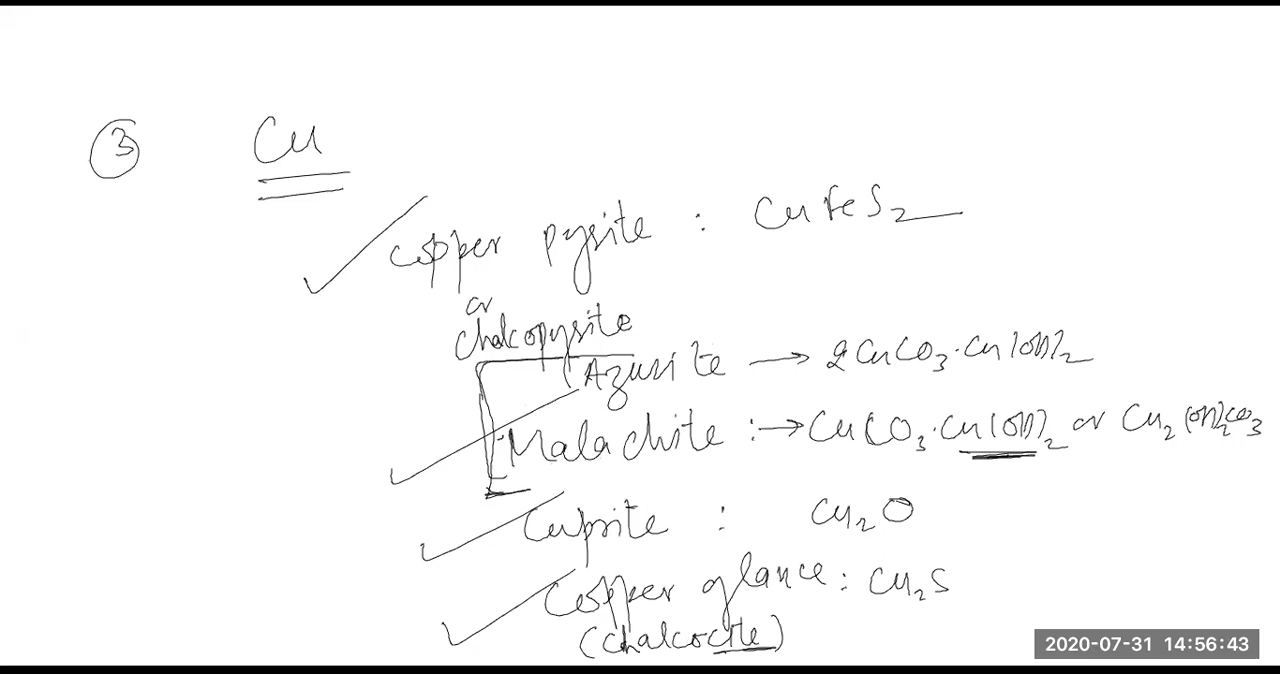 ③ Cu
Copper pyrite : CuFeS₂
or
Chalcopyrite
Azurite → 2CuCO₃·Cu(OH)₂
Malachite :→ CuCO₃·Cu(OH)₂ or Cu₂(OH)₂CO₃
Cuprite : Cu₂O
Copper glance : Cu₂S
(Chalcocite)
2020-07-31 14:56:43